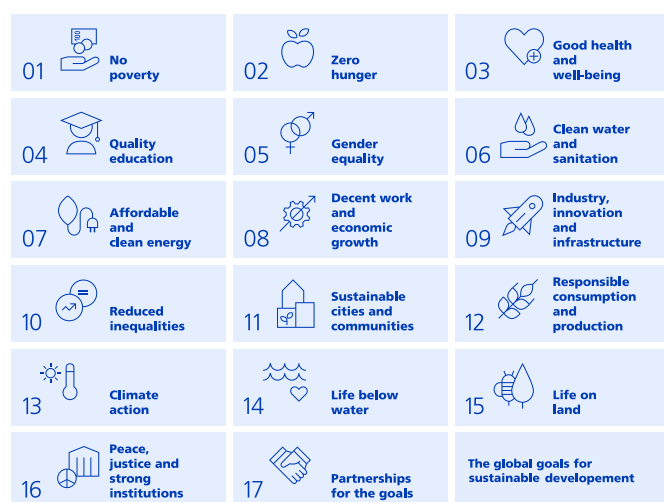 01
No
poverty
02
Zero
hunger
03
Good health
and
well-being
04
Quality
education
05
Gender
equality
06
Clean water
and
sanitation
07
Affordable
and
clean energy
08
Decent work
and
economic
growth
09
Industry,
innovation
and
infrastructure
10
Reduced
inequalities
11
Sustainable
cities and
communities
12
Responsible
consumption
and
production
13
Climate
action
14
Life below
water
15
Life on
land
16
Peace,
justice and
strong
institutions
17
Partnerships
for the goals
The global goals for
sustainable developement